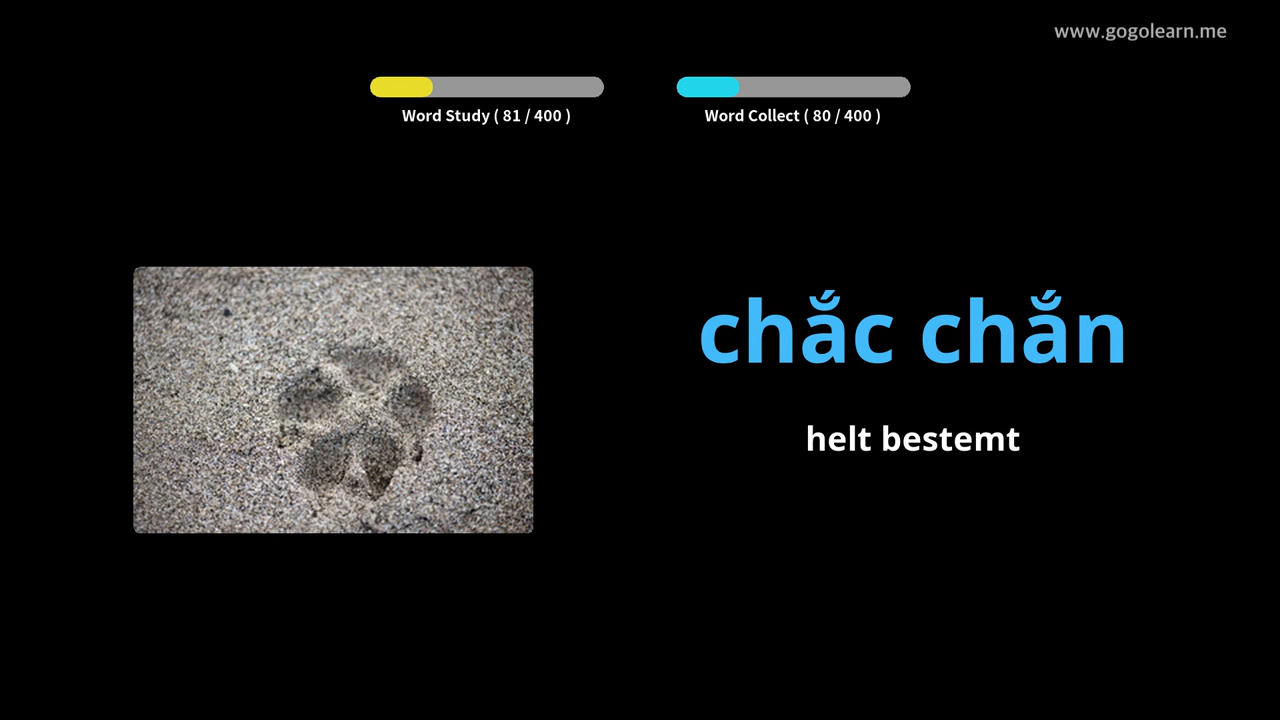 www.gogolearn.me
Word Study ( 81 / 400 )
Word Collect ( 80 / 400 )
chắc chắn
helt bestemt